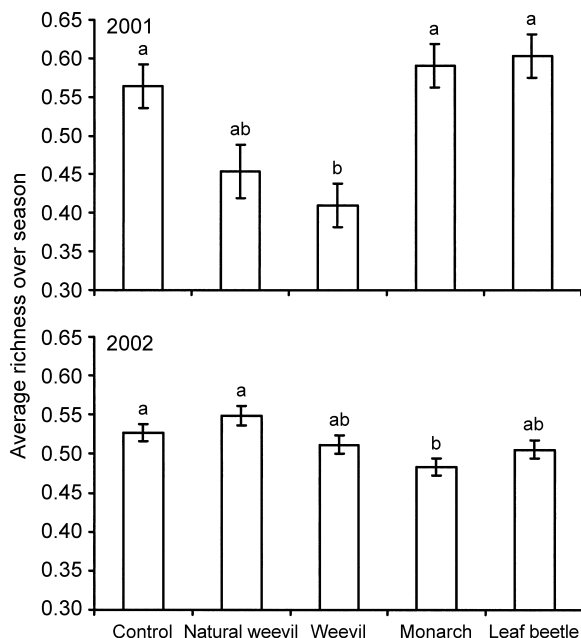 Average richness over season
2001
0.65
0.60
0.55
0.50
0.45
0.40
0.35
0.30
a
ab
b
a
a
2002
0.65
0.60
0.55
0.50
0.45
0.40
0.35
0.30
a
a
ab
b
ab
Control Natural weevil Weevil Monarch Leaf beetle